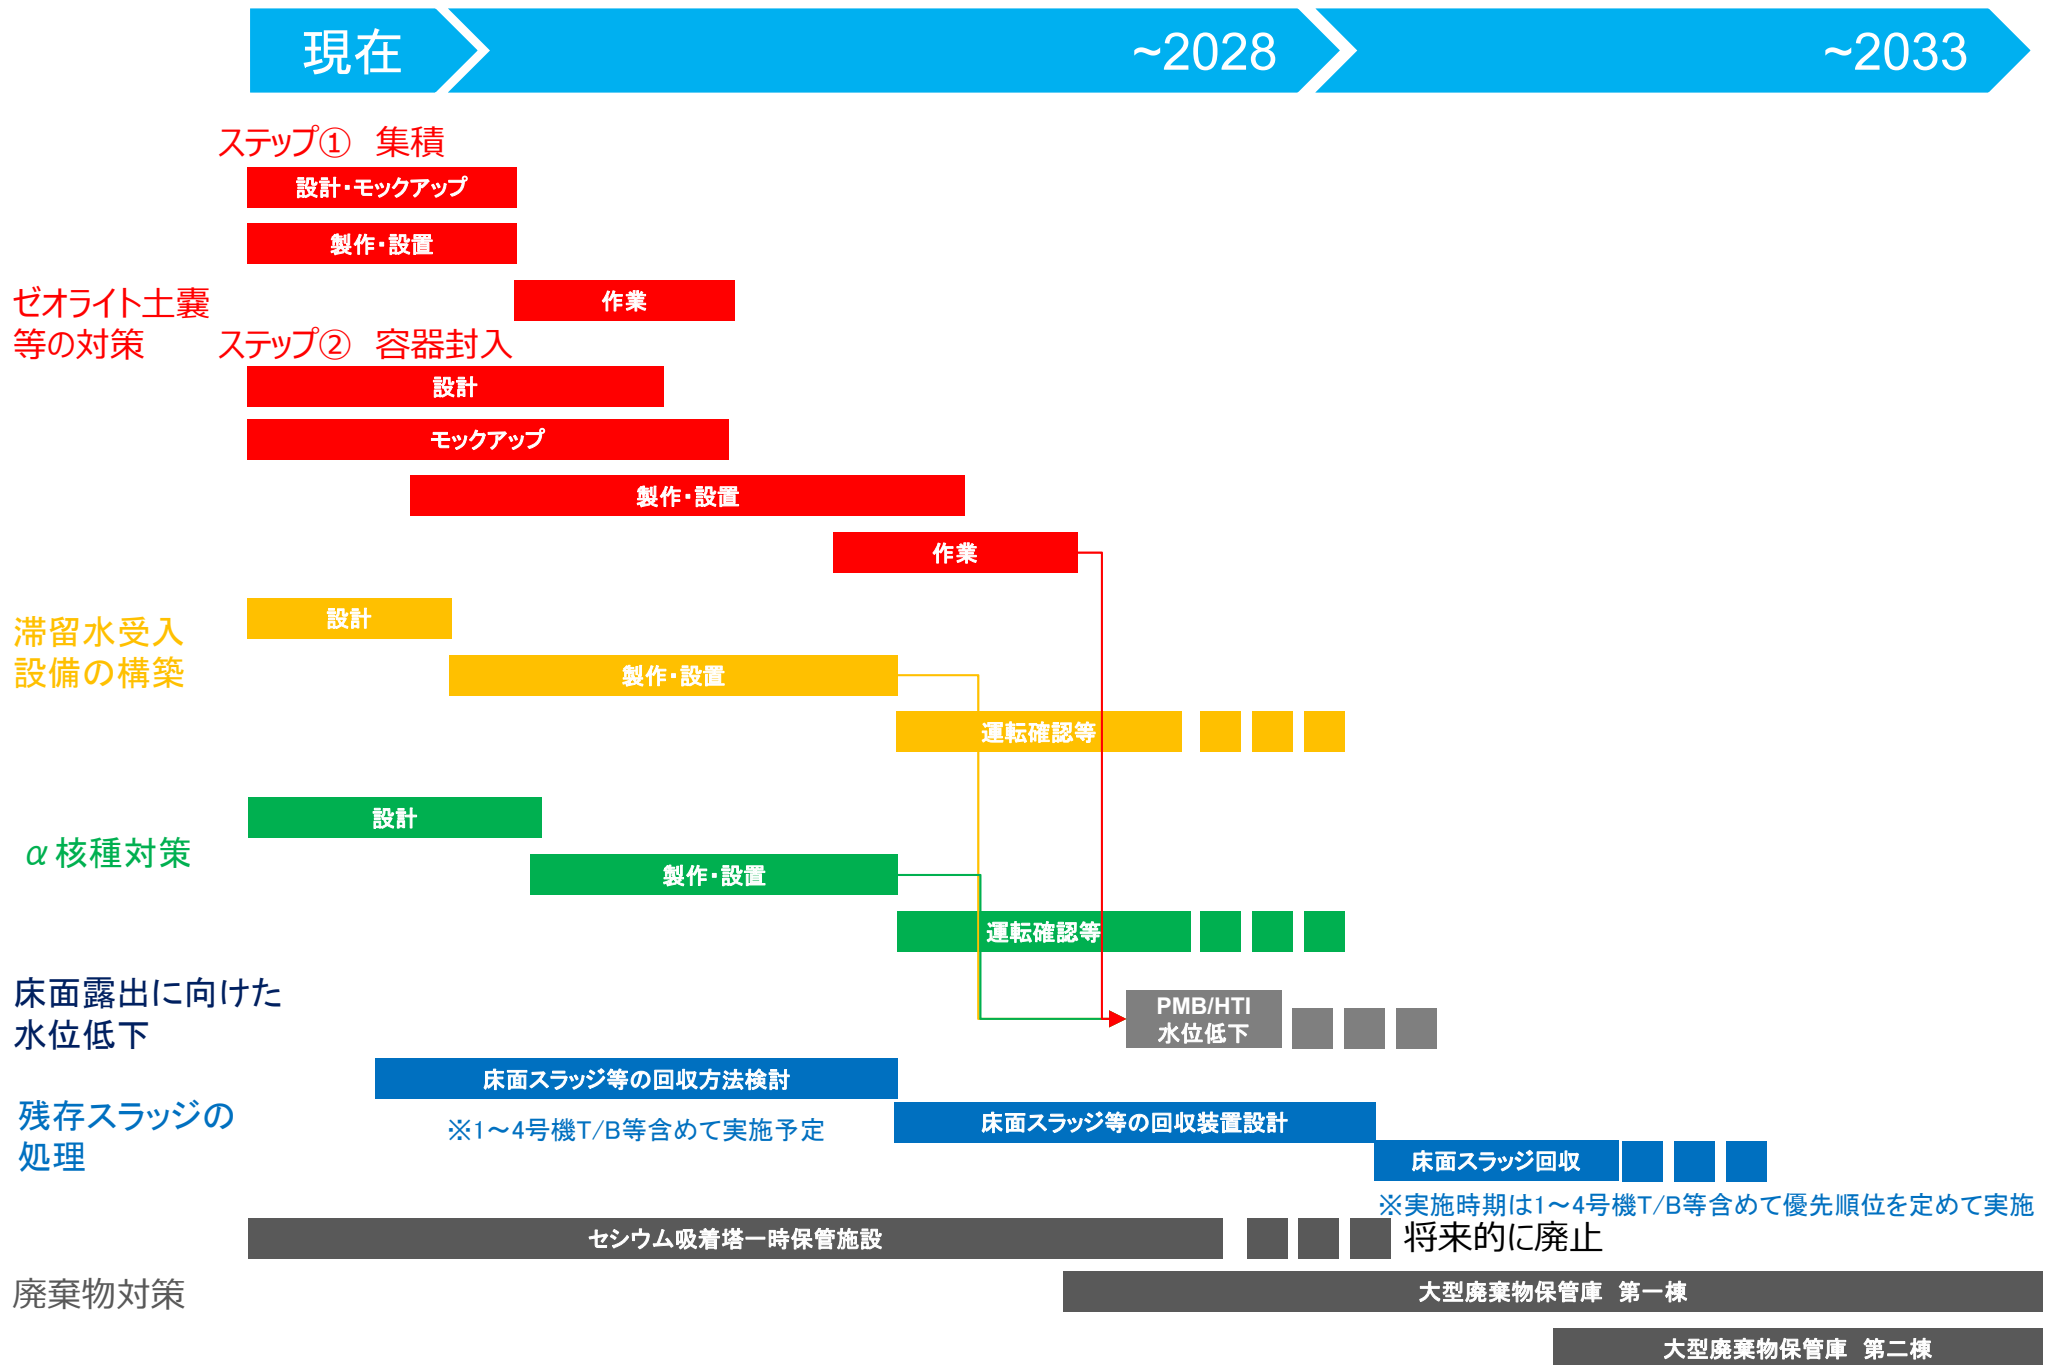 現在
~2028
~2033
ステップ① 集積
設計・モックアップ
製作・設置
作業
ゼオライト土嚢
等の対策
ステップ② 容器封入
設計
モックアップ
製作・設置
作業
滞留水受入
設備の構築
設計
製作・設置
運転確認等
α核種対策
設計
製作・設置
運転確認等
床面露出に向けた
水位低下
PMB/HTI
水位低下
残存スラッジの
処理
床面スラッジ等の回収方法検討
※1～4号機T/B等含めて実施予定
床面スラッジ等の回収装置設計
床面スラッジ回収
※実施時期は1～4号機T/B等含めて優先順位を定めて実施
廃棄物対策
セシウム吸着塔一時保管施設
将来的に廃止
大型廃棄物保管庫 第一棟
大型廃棄物保管庫 第二棟